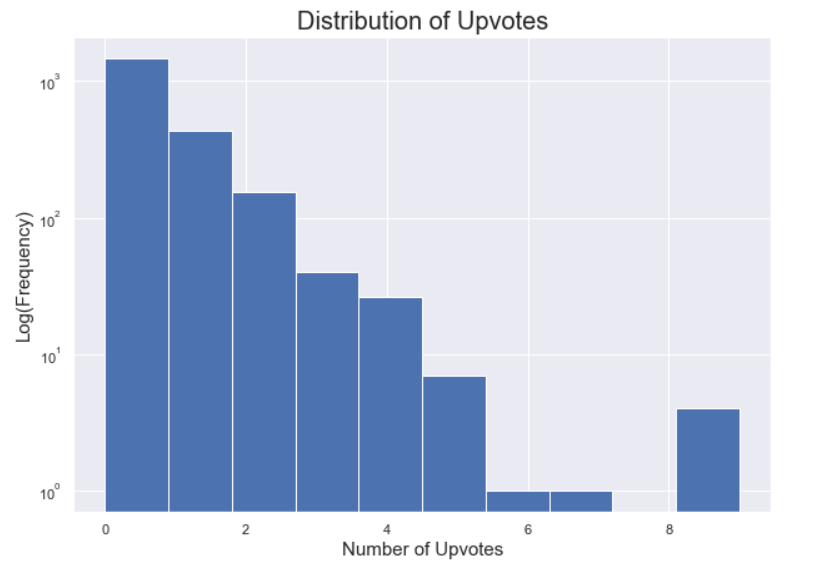 Distribution of Upvotes
Log(Frequency)
10³
10²
10¹
10⁰
0 2 4 6 8
Number of Upvotes